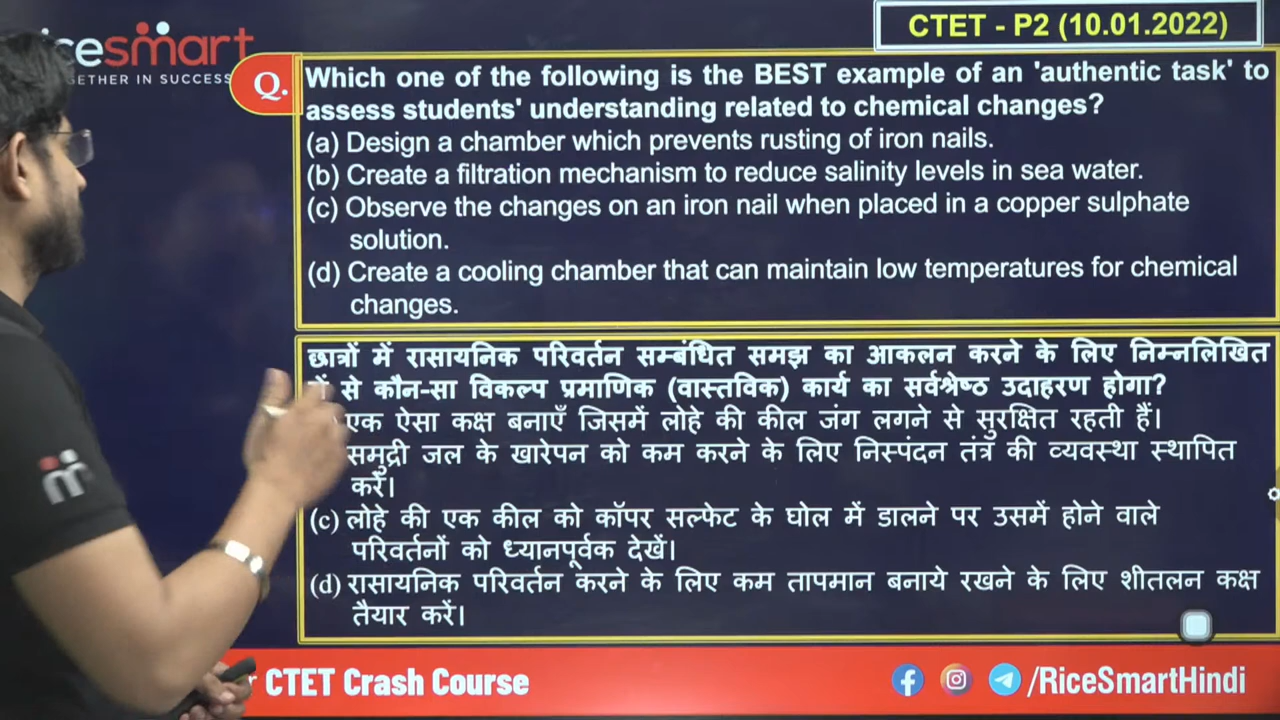 cesmart
GETHER IN SUCCESS
CTET - P2 (10.01.2022)
Q. Which one of the following is the BEST example of an 'authentic task' to
assess students' understanding related to chemical changes?
(a) Design a chamber which prevents rusting of iron nails.
(b) Create a filtration mechanism to reduce salinity levels in sea water.
(c) Observe the changes on an iron nail when placed in a copper sulphate
solution.
(d) Create a cooling chamber that can maintain low temperatures for chemical
changes.
छात्रों में रासायनिक परिवर्तन सम्बंधित समझ का आकलन करने के लिए निम्नलिखित
से कौन-सा विकल्प प्रमाणिक (वास्तविक) कार्य का सर्वश्रेष्ठ उदाहरण होगा?
एक ऐसा कक्ष बनाएँ जिसमें लोहे की कील जंग लगने से सुरक्षित रहती हैं।
समुद्री जल के खारेपन को कम करने के लिए निस्पंदन तंत्र की व्यवस्था स्थापित
करें।
(c) लोहे की एक कील को कॉपर सल्फेट के घोल में डालने पर उसमें होने वाले
परिवर्तनों को ध्यानपूर्वक देखें।
(d) रासायनिक परिवर्तन करने के लिए कम तापमान बनाये रखने के लिए शीतलन कक्ष
तैयार करें।
CTET Crash Course
/RiceSmartHindi